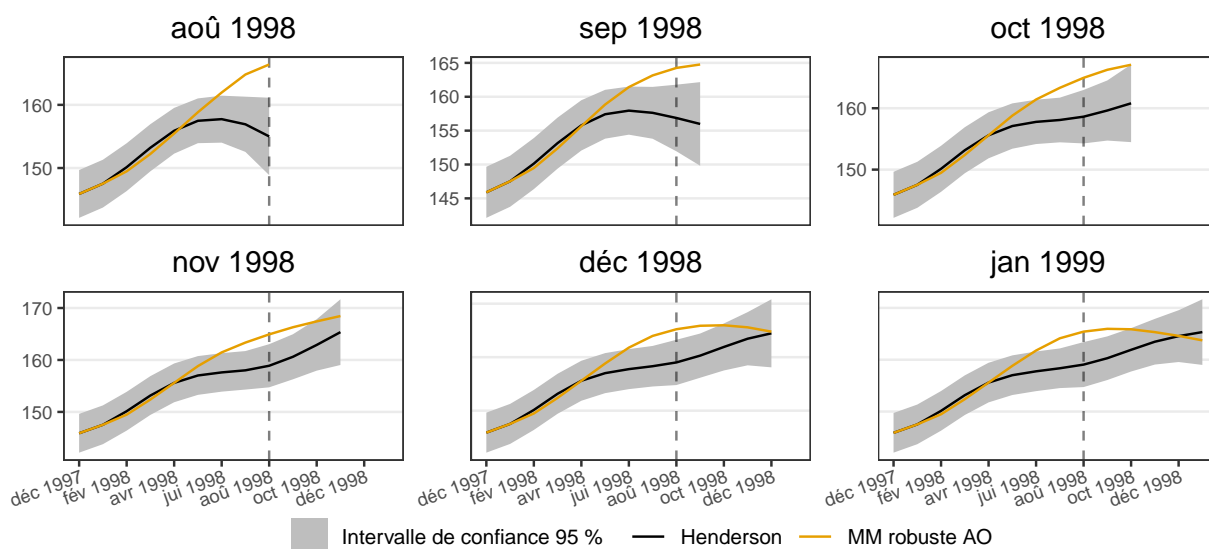 aoû 1998 sep 1998 oct 1998
160
150
165
160
155
150
145
160
150
nov 1998 déc 1998 jan 1999
170
160
150
déc 1997 fév 1998 avr 1998 jul 1998 aoû 1998 oct 1998 déc 1998
déc 1997 fév 1998 avr 1998 jul 1998 aoû 1998 oct 1998 déc 1998
déc 1997 fév 1998 avr 1998 jul 1998 aoû 1998 oct 1998 déc 1998
Intervalle de confiance 95 % Henderson MM robuste AO